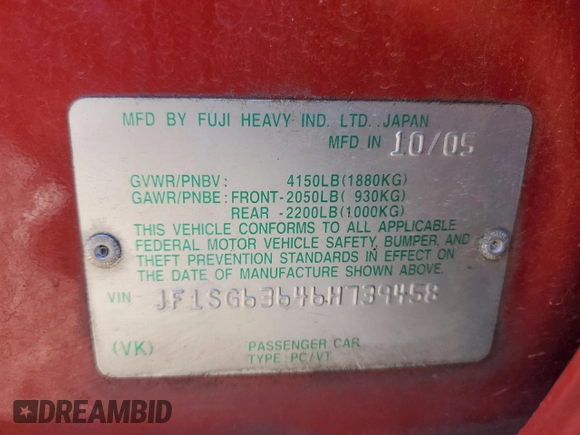 MFD BY FUJI HEAVY IND. LTD. JAPAN
MFD IN 10/05
GVWR/PNBV: 4150LB(1880KG)
GAWR/PNBE: FRONT-2050LB( 930KG)
REAR -2200LB(1000KG)
THIS VEHICLE CONFORMS TO ALL APPLICABLE
FEDERAL MOTOR VEHICLE SAFETY, BUMPER, AND
THEFT PREVENTION STANDARDS IN EFFECT ON
THE DATE OF MANUFACTURE SHOWN ABOVE.
VIN JF1SG63646H739458
(VK) PASSENGER CAR
TYPE PC/VT
DREAMBID